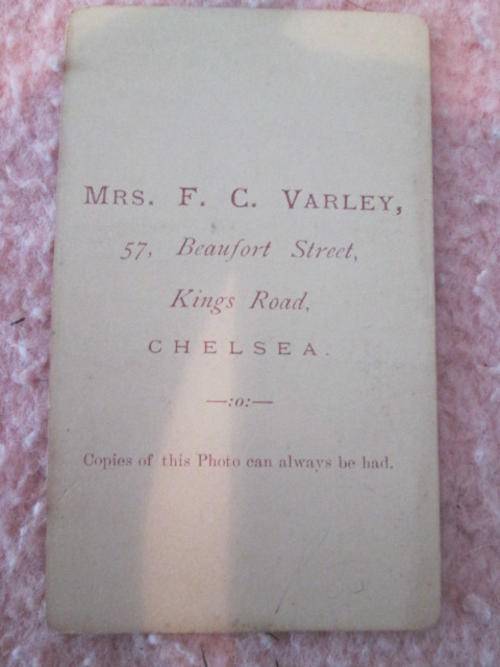 MRS. F. C. VARLEY,
57, Beaufort Street,
Kings Road,
CHELSEA.
—:o:—
Copies of this Photo can always be had.